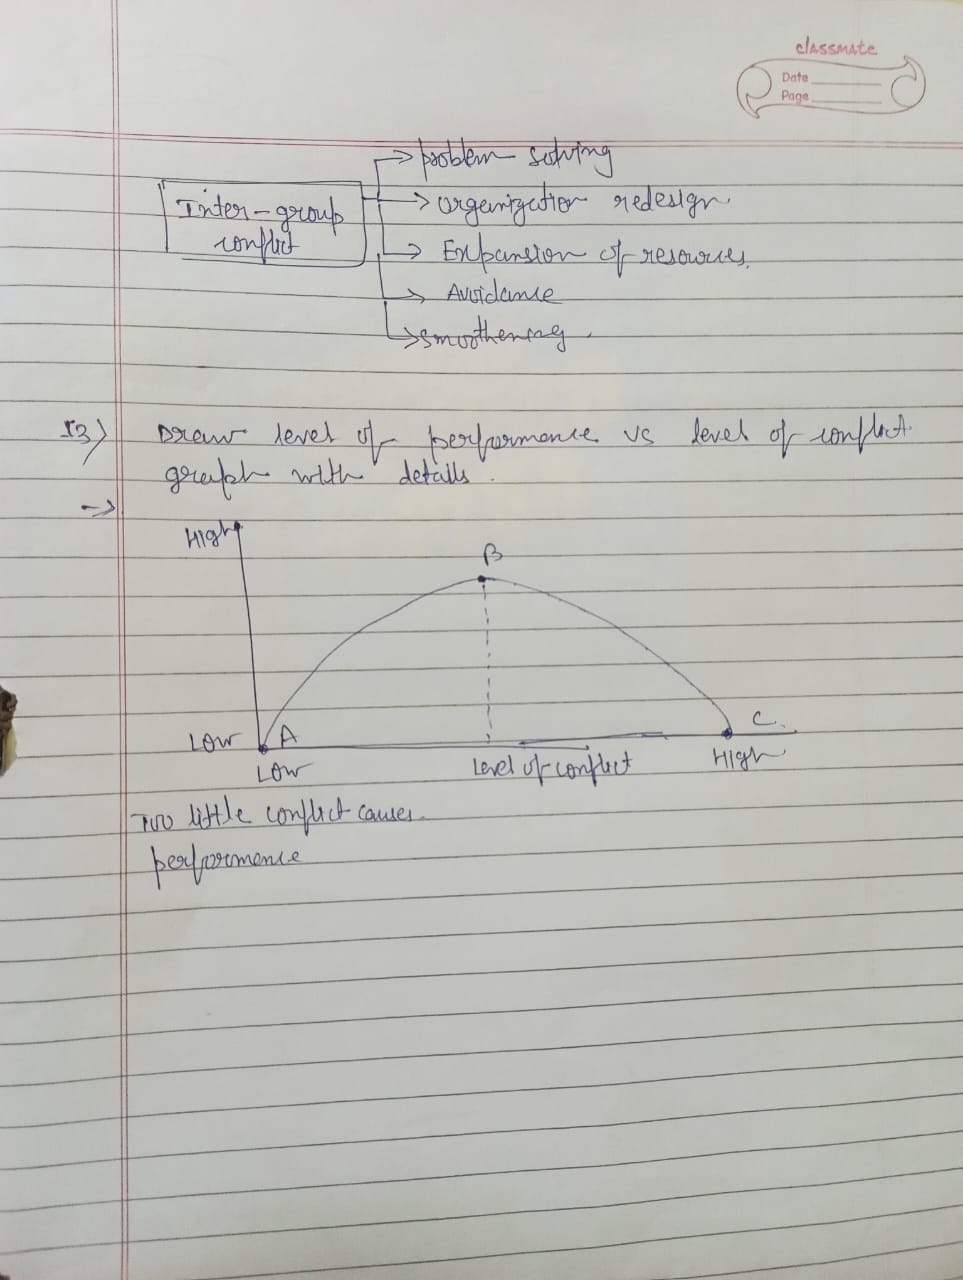 classmate
Date
Page
Inter-group
conflict
problem solving
organization redesign.
Expansion of resources.
Avoidance
Smoothening.
13) Draw level of performance vs level of conflict
graph with details.
High
B
Low
A
C.
Low
Level of conflict
High
Too little conflict causes.
performance